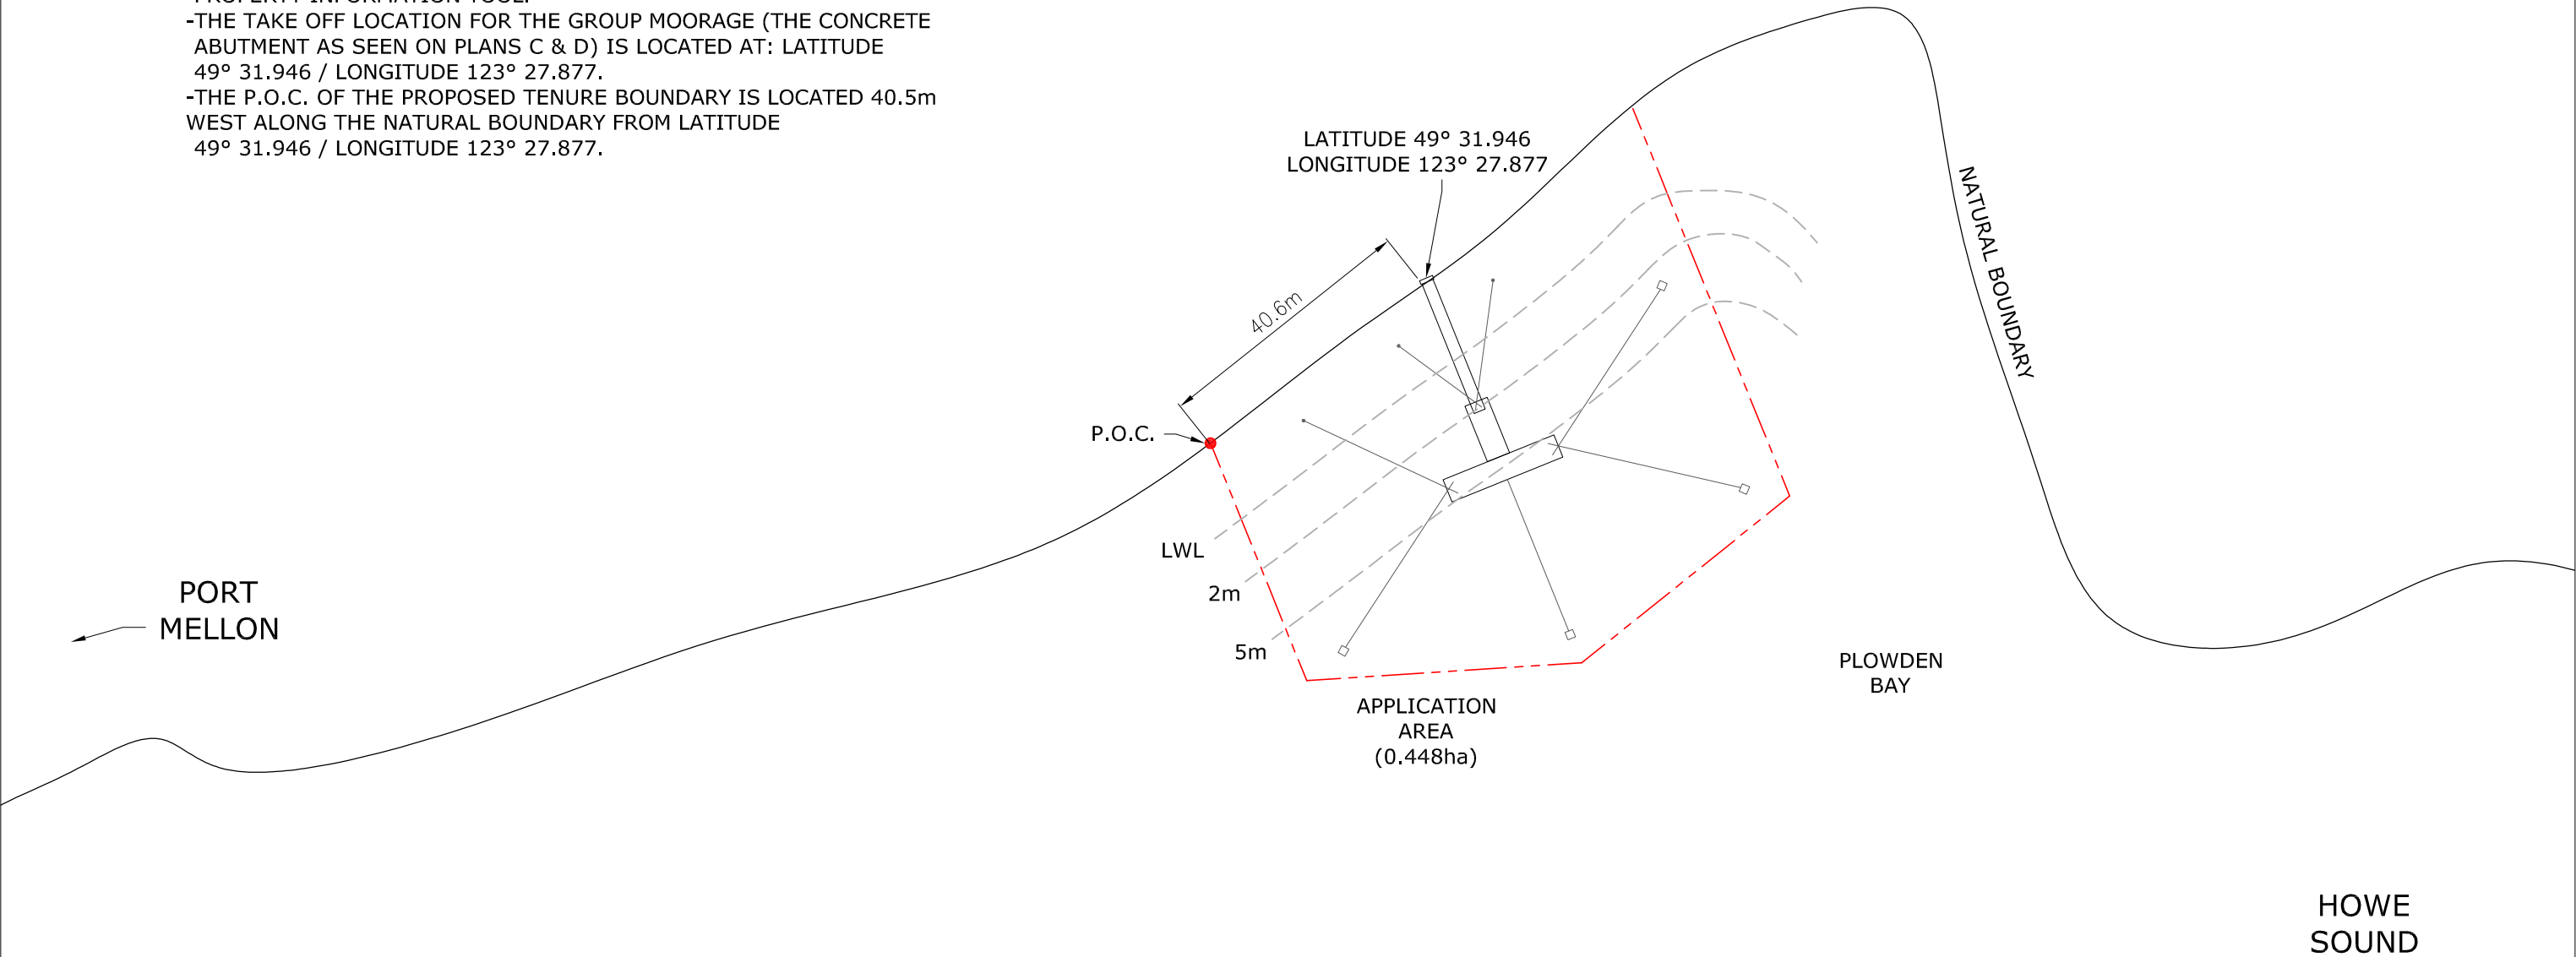 PROPERTY INFORMATION TOOL.
-THE TAKE OFF LOCATION FOR THE GROUP MOORAGE (THE CONCRETE
ABUTMENT AS SEEN ON PLANS C & D) IS LOCATED AT: LATITUDE
49° 31.946 / LONGITUDE 123° 27.877.
-THE P.O.C. OF THE PROPOSED TENURE BOUNDARY IS LOCATED 40.5m
WEST ALONG THE NATURAL BOUNDARY FROM LATITUDE
49° 31.946 / LONGITUDE 123° 27.877.
LATITUDE 49° 31.946
LONGITUDE 123° 27.877
NATURAL BOUNDARY
40.6m
P.O.C.
LWL
2m
5m
PORT
MELLON
PLOWDEN
BAY
APPLICATION
AREA
(0.448ha)
HOWE
SOUND